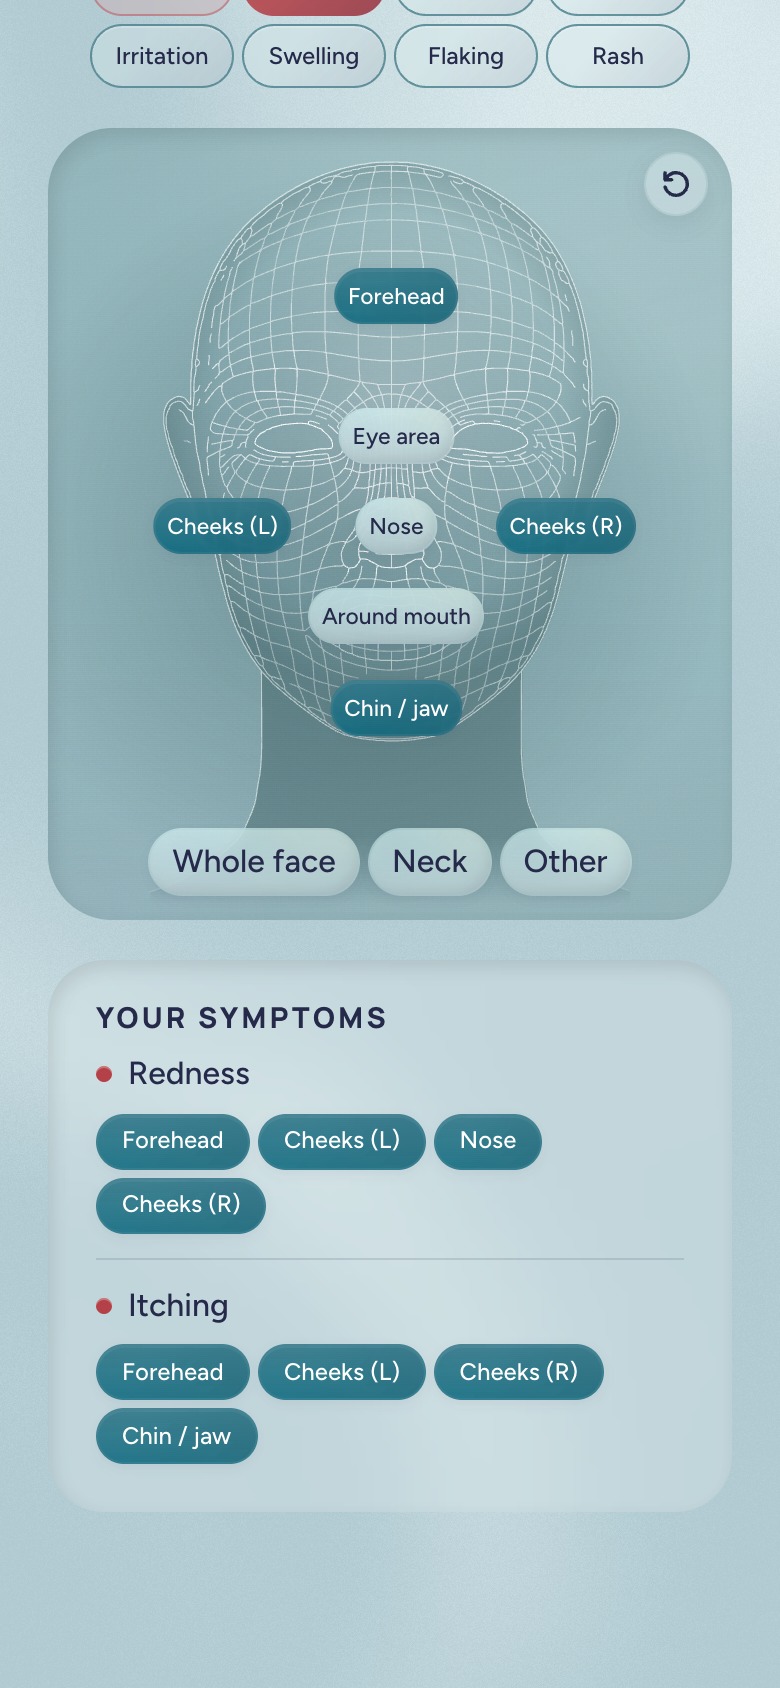 Irritation Swelling Flaking Rash
Forehead
Eye area
Cheeks (L) Nose Cheeks (R)
Around mouth
Chin / jaw
Whole face Neck Other
YOUR SYMPTOMS
Redness
Forehead Cheeks (L) Nose
Cheeks (R)
Itching
Forehead Cheeks (L) Cheeks (R)
Chin / jaw